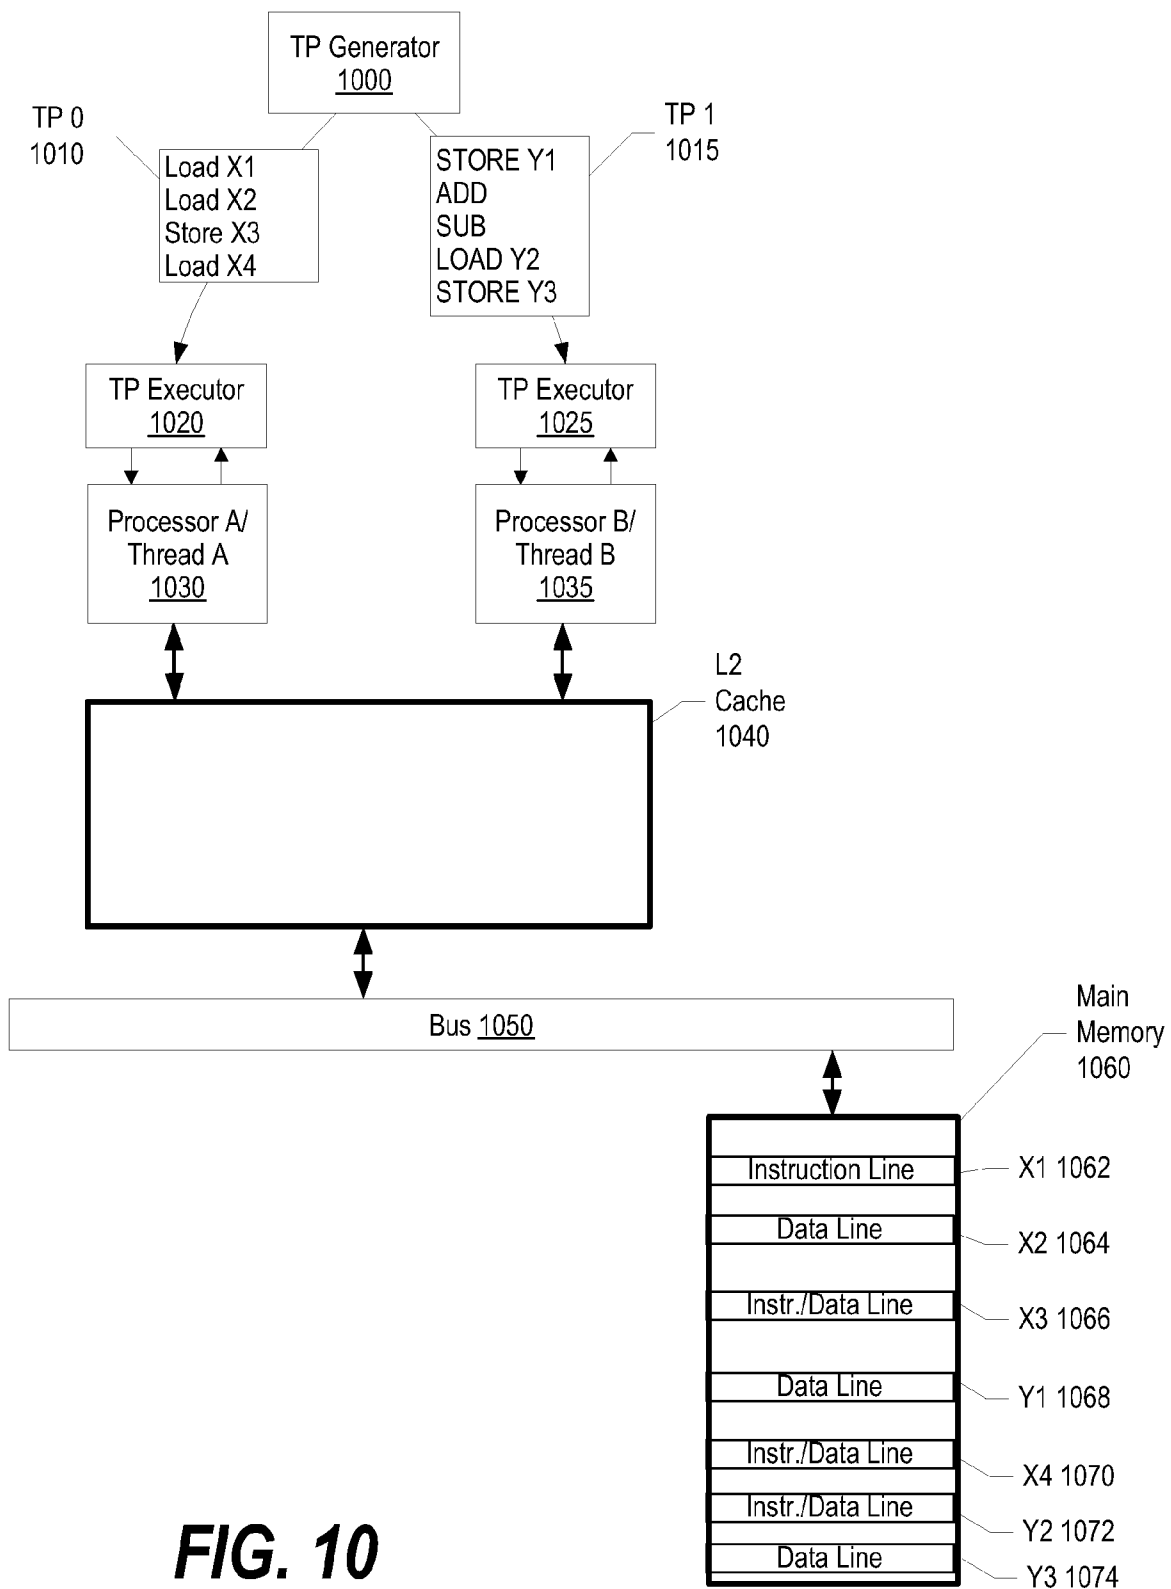 TP Generator
1000
TP 0
1010
TP 1
1015
Load X1
Load X2
Store X3
Load X4
STORE Y1
ADD
SUB
LOAD Y2
STORE Y3
TP Executor
1020
TP Executor
1025
Processor A/
Thread A
1030
Processor B/
Thread B
1035
L2
Cache
1040
Bus 1050
Main
Memory
1060
Instruction Line
X1 1062
Data Line
X2 1064
Instr./Data Line
X3 1066
Data Line
Y1 1068
Instr./Data Line
X4 1070
Instr./Data Line
Y2 1072
Data Line
Y3 1074
FIG. 10